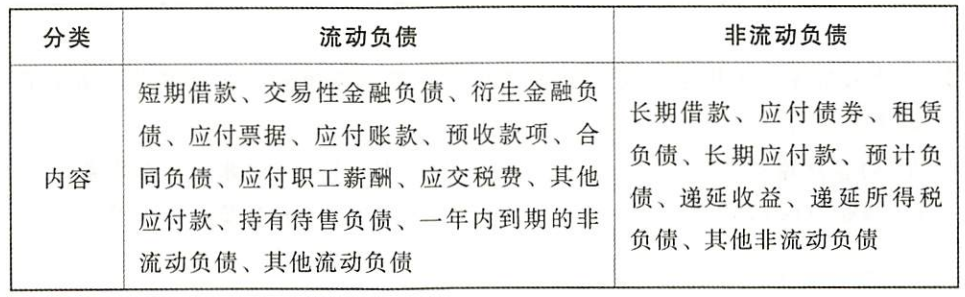 分类
流动负债
非流动负债
内容
短期借款、交易性金融负债、衍生金融负
债、应付票据、应付账款、预收款项、合
同负债、应付职工薪酬、应交税费、其他
应付款、持有待售负债、一年内到期的非
流动负债、其他流动负债
长期借款、应付债券、租赁
负债、长期应付款、预计负
债、递延收益、递延所得税
负债、其他非流动负债